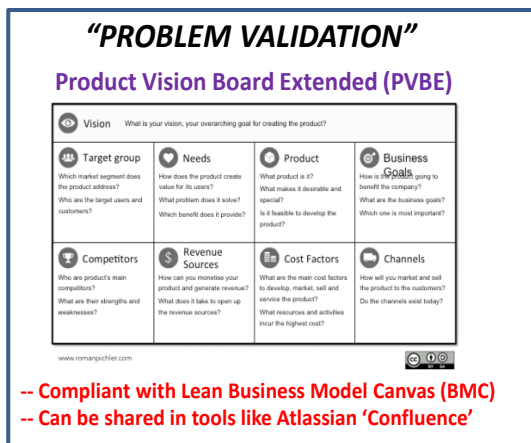 “PROBLEM VALIDATION”
Product Vision Board Extended (PVBE)
Vision What is your vision, your overarching goal for creating the product?
Target group
Which market segment does
the product address?
Who are the target users and
customers?
Needs
How does the product create
value for its users?
What problem does it solve?
Which benefit does it provide?
Product
What product is it?
What makes it desirable and
special?
Is it feasible to develop the
product?
Business
Goals
How is the product going to
benefit the company?
What are the business goals?
Which one is most important?
Competitors
Who are product's main
competitors?
What are their strengths and
weaknesses?
Revenue
Sources
How can you monetise your
product and generate revenue?
What does it take to open up
the revenue sources?
Cost Factors
What are the main cost factors
to develop, market, sell and
service the product?
What resources and activities
incur the highest cost?
Channels
How will you market and sell
the product to the customers?
Do the channels exist today?
www.romanpichler.com
cc BY SA
-- Compliant with Lean Business Model Canvas (BMC)
-- Can be shared in tools like Atlassian ‘Confluence’